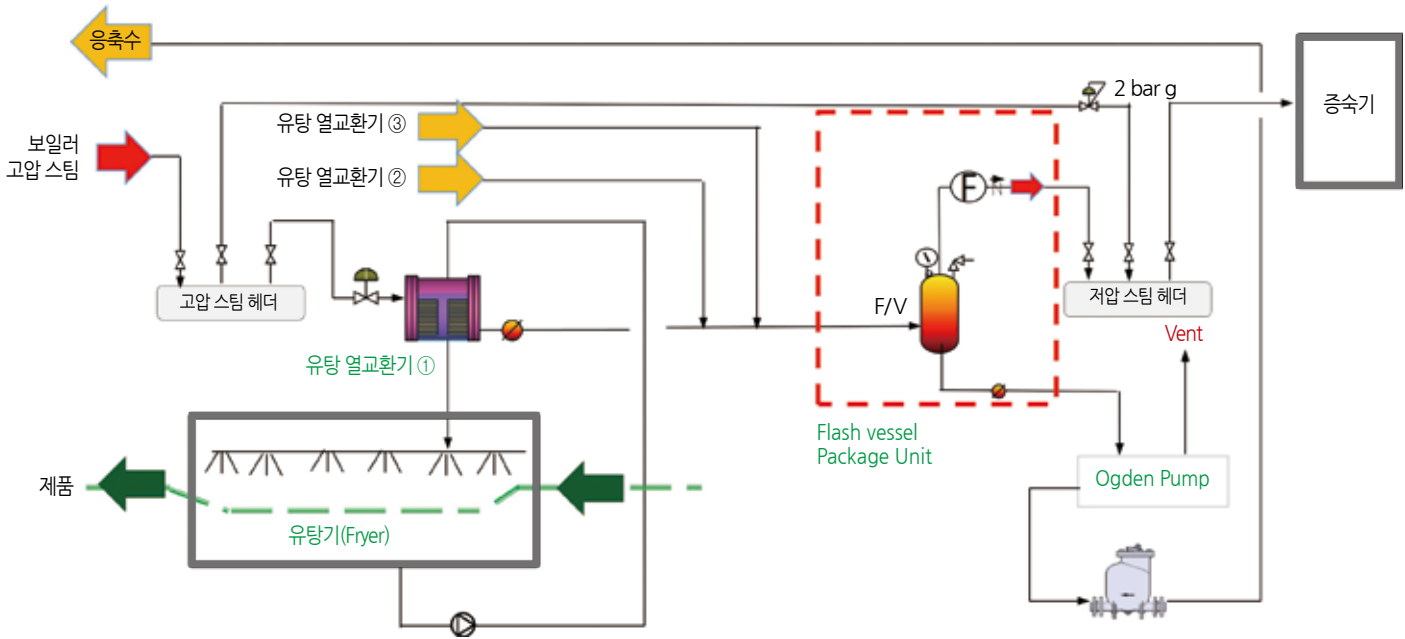 응축수
2 bar g
증숙기
유탕 열교환기 ③
보일러
고압 스팀
유탕 열교환기 ②
F
고압 스팀 헤더
F/V
저압 스팀 헤더
Vent
유탕 열교환기 ①
Flash vessel
Package Unit
Ogden Pump
제품
유탕기(Fryer)